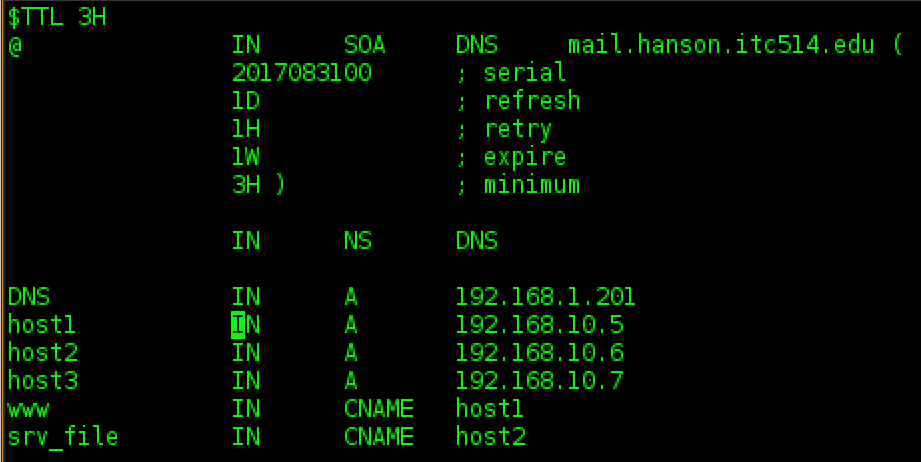 $TTL 3H
@ IN SOA DNS mail.hanson.itc514.edu (
2017083100 ; serial
1D ; refresh
1H ; retry
1W ; expire
3H ) ; minimum
IN NS DNS
DNS IN A 192.168.1.201
host1 IN A 192.168.10.5
host2 IN A 192.168.10.6
host3 IN A 192.168.10.7
www IN CNAME host1
srv_file IN CNAME host2